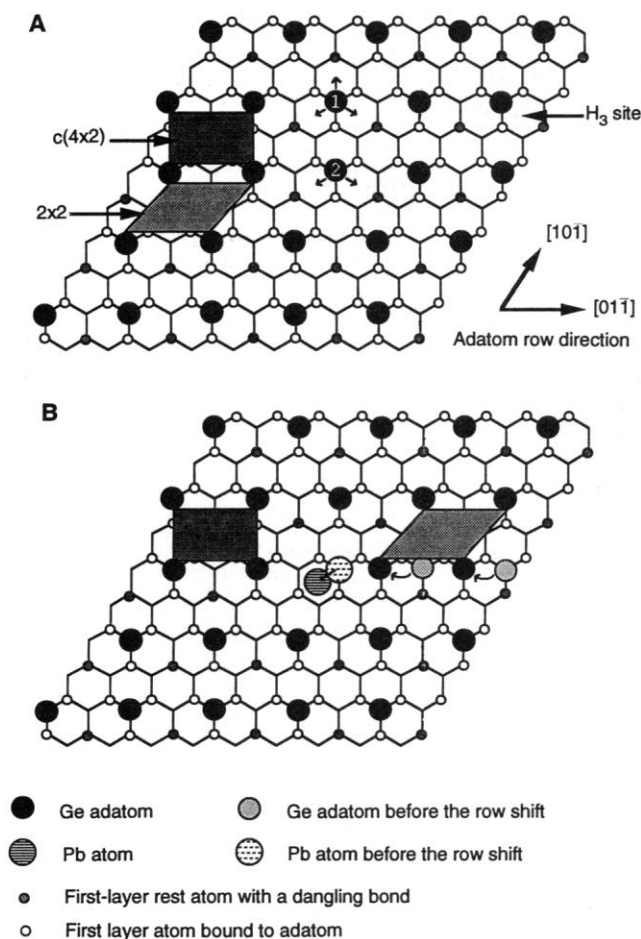 A
c(4x2)
1
H₃ site
2
2x2
[101̄]
[011̄]
Adatom row direction
B
Ge adatom
Ge adatom before the row shift
Pb atom
Pb atom before the row shift
First-layer rest atom with a dangling bond
First layer atom bound to adatom